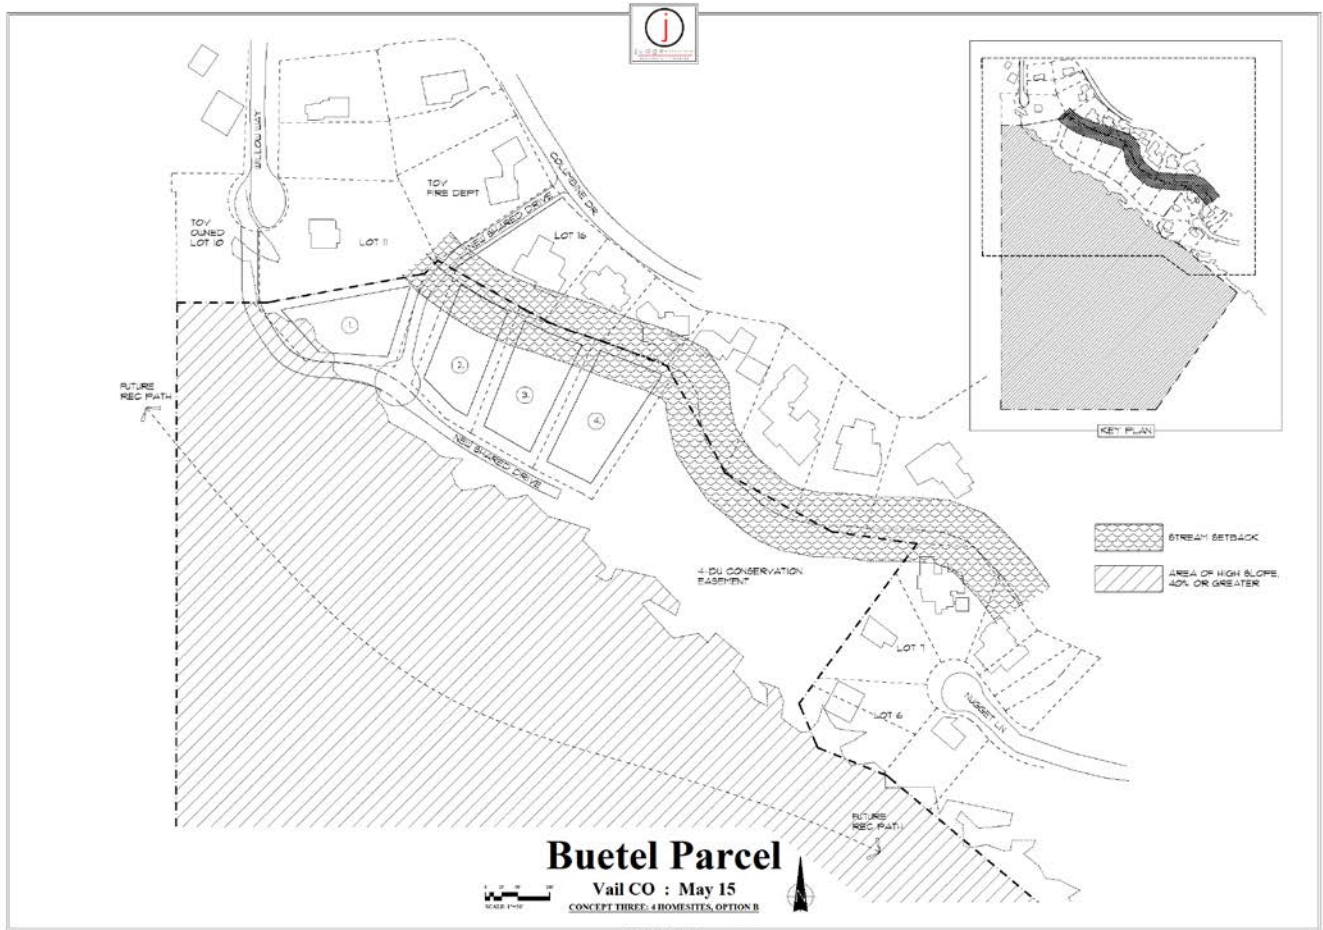 j
WILLOW WAY
COLUMBINE DR.
TOV
FIRE DEPT
NEW SHARED DRIVE
TOV
OWNED
LOT 10
LOT 11
LOT 16
1.
2.
3.
4.
FUTURE
REC PATH
NEW SHARED DRIVE
KEY PLAN
STREAM SETBACK
AREA OF HIGH SLOPE,
40% OR GREATER
4-DU CONSERVATION
EASEMENT
LOT 7
LOT 6
NUGGET LN
FUTURE
REC PATH
Buetel Parcel
Vail CO : May 15
CONCEPT THREE: 4 HOMESITES, OPTION B